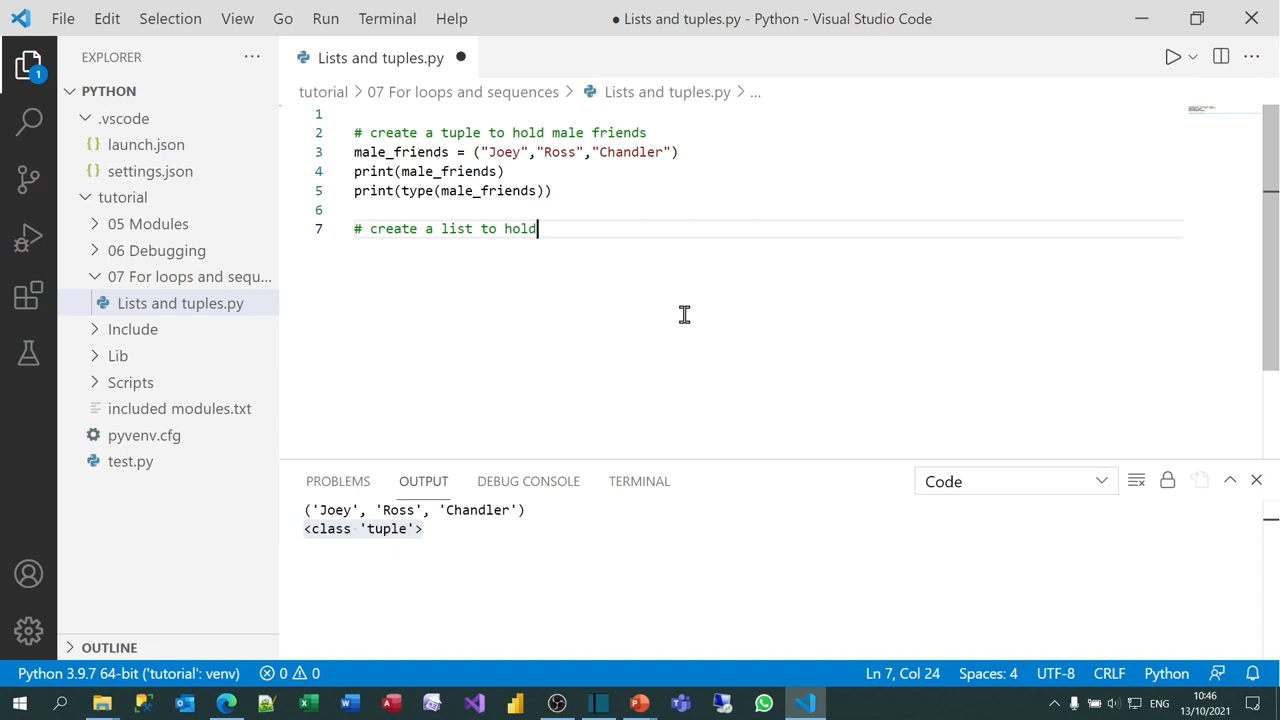 File Edit Selection View Go Run Terminal Help
● Lists and tuples.py - Python - Visual Studio Code
EXPLORER
PYTHON
.vscode
{} launch.json
{} settings.json
tutorial
05 Modules
06 Debugging
07 For loops and sequ...
Lists and tuples.py
Include
Lib
Scripts
included modules.txt
pyvenv.cfg
test.py
OUTLINE
1
Lists and tuples.py
tutorial > 07 For loops and sequences > Lists and tuples.py > ...
1
2 # create a tuple to hold male friends
3 male_friends = ("Joey","Ross","Chandler")
4 print(male_friends)
5 print(type(male_friends))
6
7 # create a list to hold
PROBLEMS OUTPUT DEBUG CONSOLE TERMINAL
Code
('Joey', 'Ross', 'Chandler')
<class 'tuple'>
Python 3.9.7 64-bit ('tutorial': venv) 0 0
Ln 7, Col 24 Spaces: 4 UTF-8 CRLF Python
ENG
10:46
13/10/2021